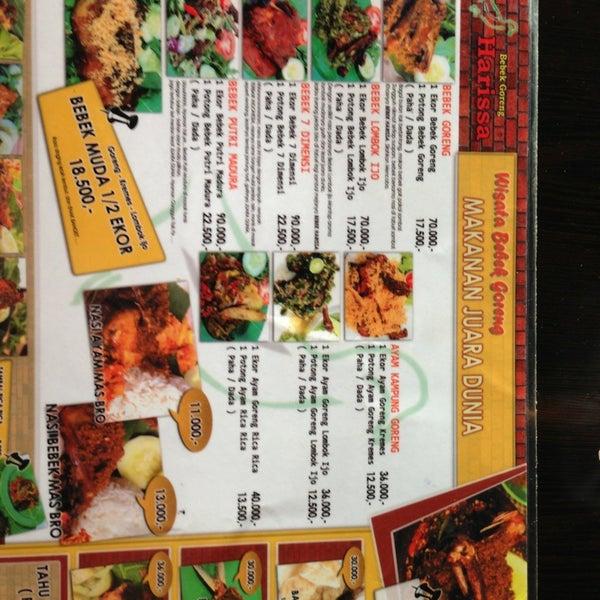 Bebek Goreng
Harissa
Wisata Bebek Goreng
MAKANAN JUARA DUNIA
BEBEK GORENG
1 Ekor Bebek Goreng 70.000,-
1 Potong Bebek Goreng 17.500,-
( Paha / Dada )
BEBEK LOMBOK IJO
1 Ekor Bebek Lombok Ijo 70.000,-
1 Potong Bebek Lombok Ijo 17.500,-
( Paha / Dada )
BEBEK 7 DIMENSI
1 Ekor Bebek 7 Dimensi 90.000,-
1 Potong Bebek 7 Dimensi 22.500,-
( Paha / Dada )
BEBEK PUTRI MADURA
1 Ekor Bebek Putri Madura 90.000,-
1 Potong Bebek Putri Madura 22.500,-
( Paha / Dada )
Goreng - Kremes - Lombok Ijo
BEBEK MUDA 1/2 EKOR
18.500,-
AYAM KAMPUNG GORENG
1 Ekor Ayam Goreng Kremes 36.000,-
1 Potong Ayam Goreng Kremes 12.500,-
( Paha / Dada )
1 Ekor Ayam Goreng Lombok Ijo 36.000,-
1 Potong Ayam Goreng Lombok Ijo 12.500,-
( Paha / Dada )
1 Ekor Ayam Goreng Rica Rica 40.000,-
1 Potong Ayam Rica Rica 13.500,-
( Paha / Dada )
NASI AYAM MAS BRO
11.000,-
NASI BEBEK MAS BRO
13.000,-
30.000,-
30.000,-
36.000,-
BA
TAHU